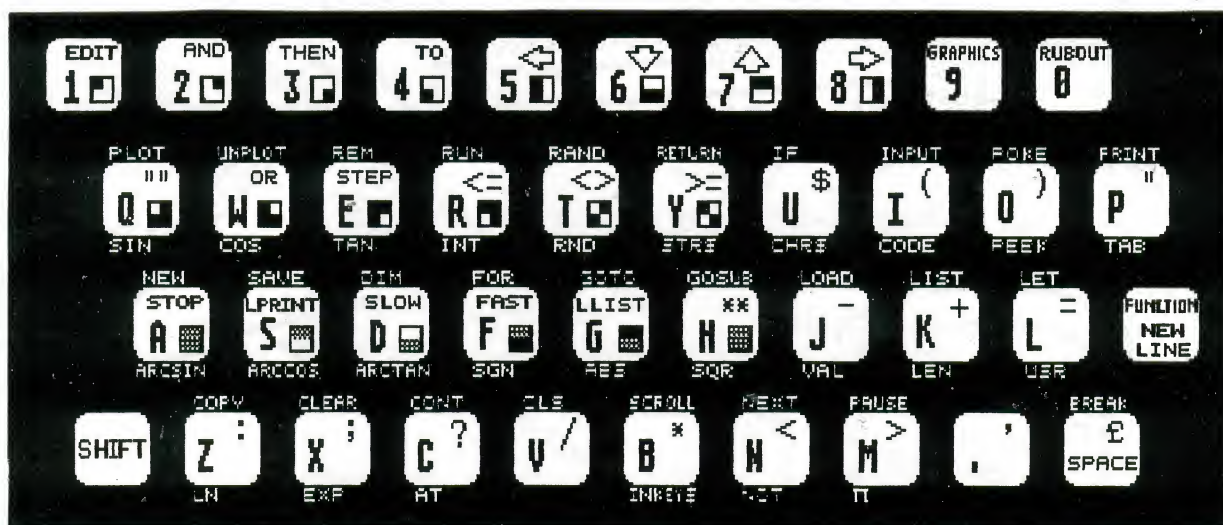 EDIT AND THEN TO ⇦ ⇩ ⇧ ⇨ GRAPHICS RUBOUT
1 2 3 4 5 6 7 8 9 0
PLOT UNPLOT REM RUN RAND RETURN IF INPUT POKE PRINT
"" OR STEP <= <> >= $ ( ) "
Q W E R T Y U I O P
SIN COS TAN INT RND STR$ CHR$ CODE PEEK TAB
NEW SAVE DIM FOR GOTO GOSUB LOAD LIST LET
STOP LPRINT SLOW FAST LLIST ** - + = FUNCTION
A S D F G H J K L NEW
LINE
ARCSIN ARCCOS ARCTAN SGN ABS SQR VAL LEN USR
COPY CLEAR CONT CLS SCROLL NEXT PAUSE BREAK
: ; ? / * < > , £
SHIFT Z X C V B N M . SPACE
LN EXP AT INKEY$ NOT π